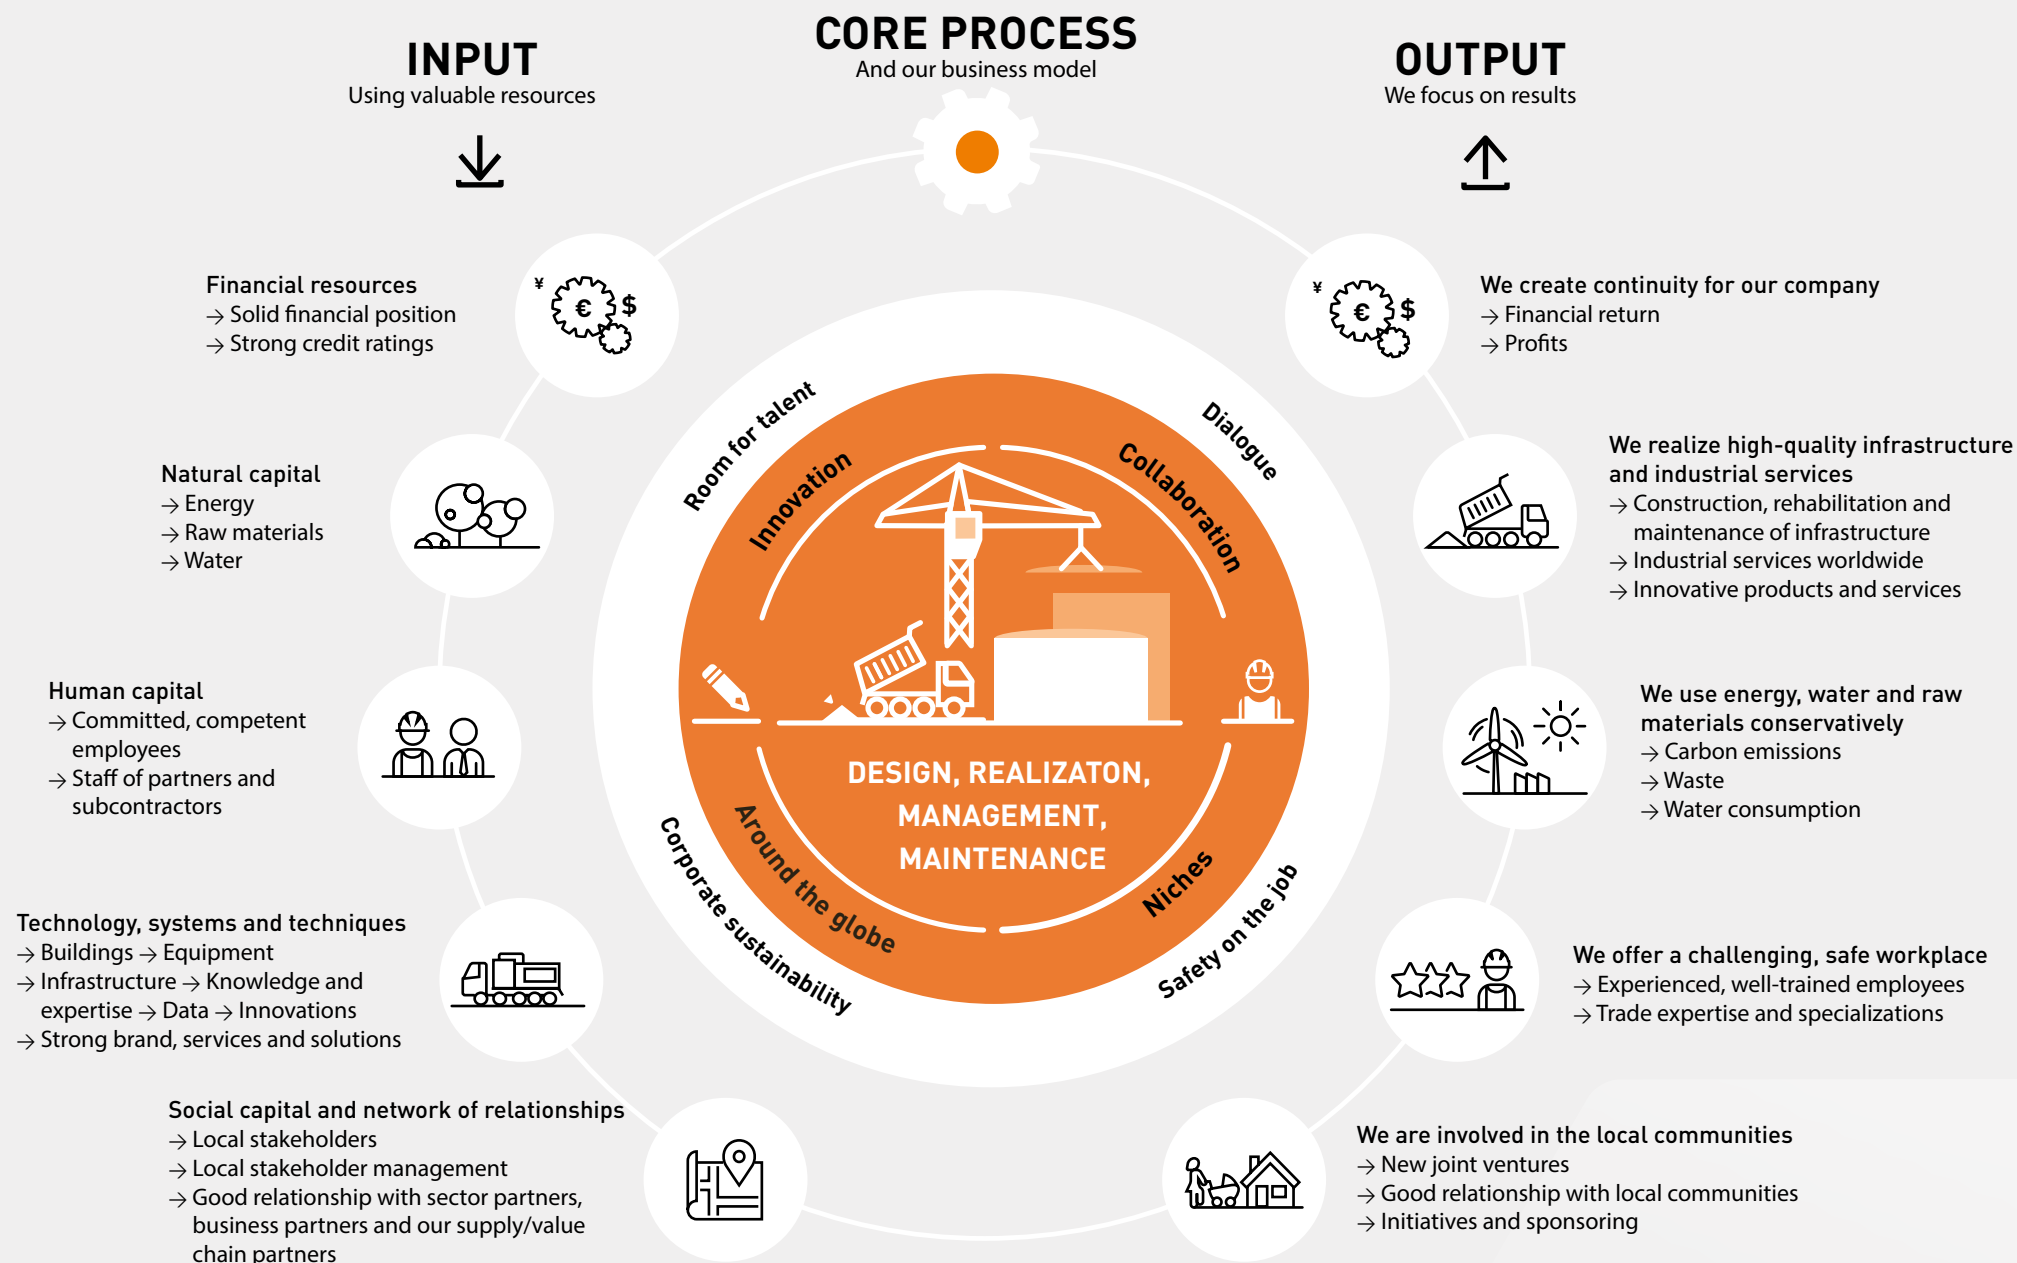 INPUT
Using valuable resources
CORE PROCESS
And our business model
OUTPUT
We focus on results
Financial resources
→ Solid financial position
→ Strong credit ratings
Natural capital
→ Energy
→ Raw materials
→ Water
Human capital
→ Committed, competent
employees
→ Staff of partners and
subcontractors
Technology, systems and techniques
→ Buildings → Equipment
→ Infrastructure → Knowledge and
expertise → Data → Innovations
→ Strong brand, services and solutions
Social capital and network of relationships
→ Local stakeholders
→ Local stakeholder management
→ Good relationship with sector partners,
business partners and our supply/value
chain partners
¥ € $
Room for talent
Dialogue
Innovation
Collaboration
DESIGN, REALIZATON,
MANAGEMENT,
MAINTENANCE
Around the globe
Niches
Corporate sustainability
Safety on the job
¥ € $
We create continuity for our company
→ Financial return
→ Profits
We realize high-quality infrastructure
and industrial services
→ Construction, rehabilitation and
maintenance of infrastructure
→ Industrial services worldwide
→ Innovative products and services
We use energy, water and raw
materials conservatively
→ Carbon emissions
→ Waste
→ Water consumption
We offer a challenging, safe workplace
→ Experienced, well-trained employees
→ Trade expertise and specializations
We are involved in the local communities
→ New joint ventures
→ Good relationship with local communities
→ Initiatives and sponsoring